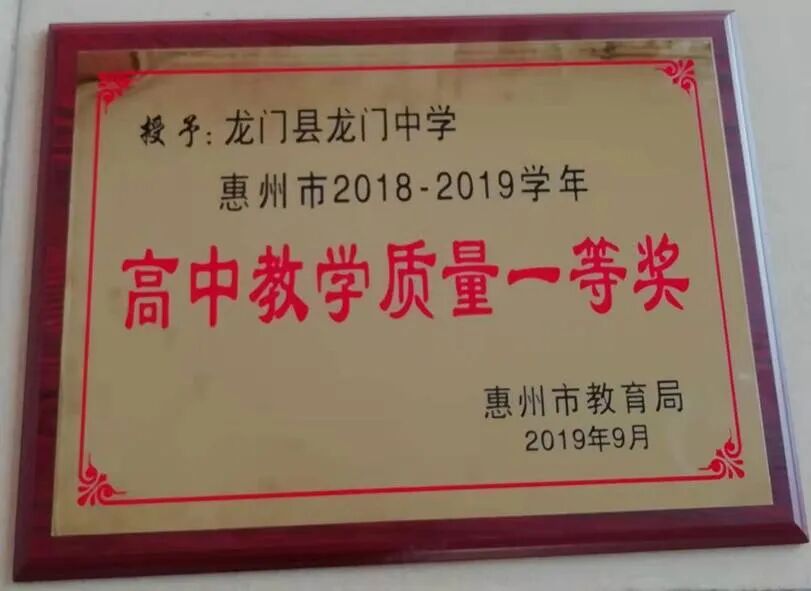 授予：龙门县龙门中学
惠州市2018-2019学年
高中教学质量一等奖
惠州市教育局
2019年9月